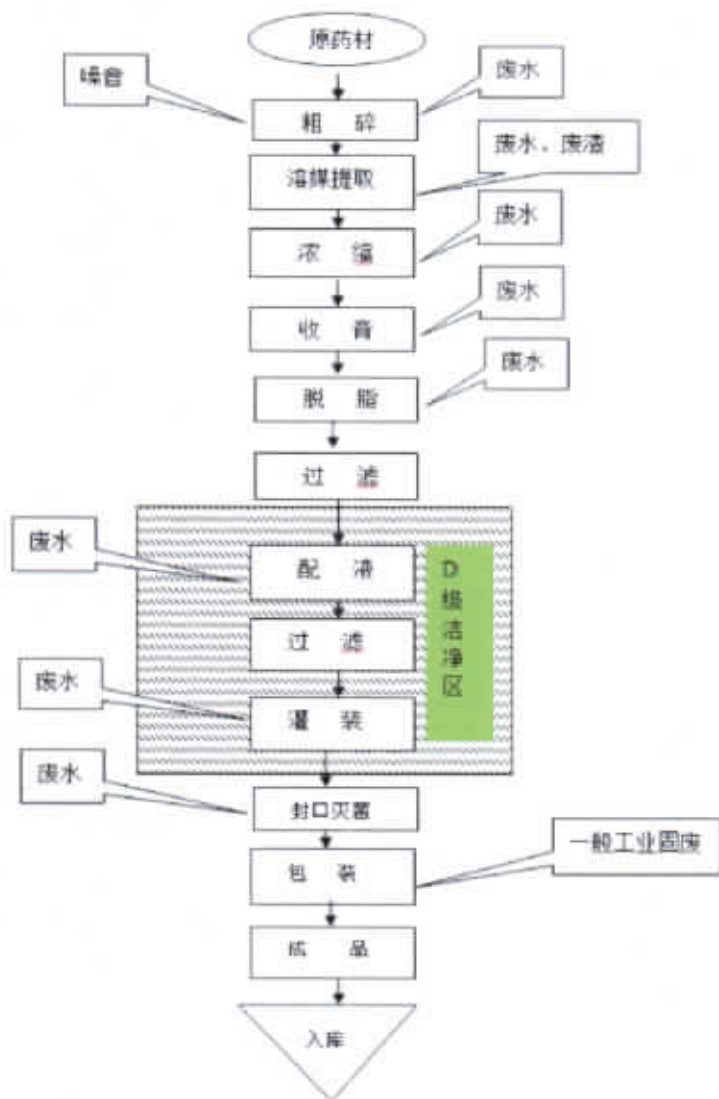 原药材
噪音
废水
粗 碎
废水、废渣
溶媒提取
废水
浓 缩
废水
收 膏
废水
脱 脂
过 滤
废水
配 液
D级洁净区
过 滤
废水
灌 装
废水
封口灭菌
一般工业固废
包 装
成 品
入库